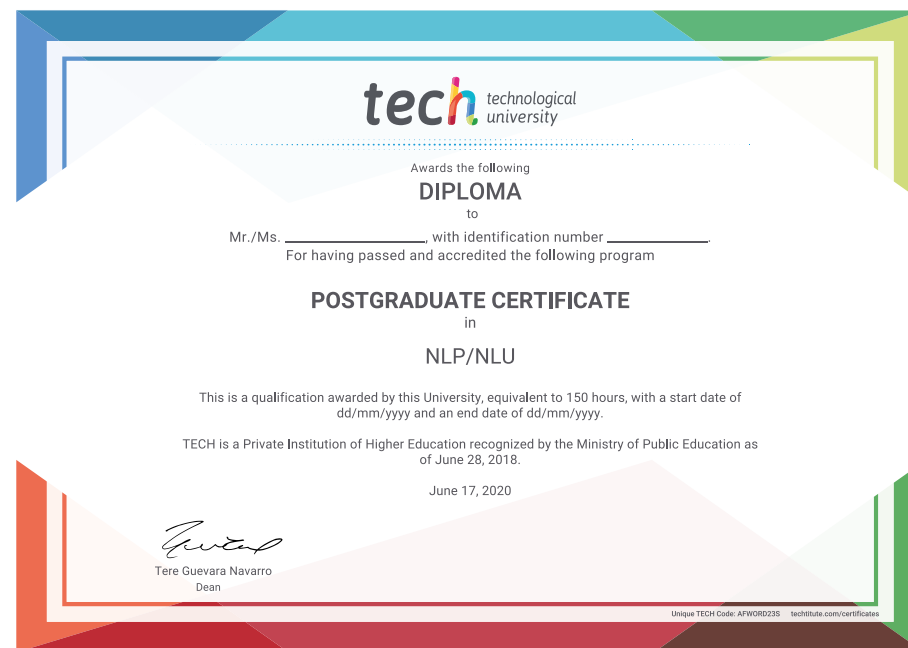 tech technological
university
Awards the following
DIPLOMA
to
Mr./Ms. ____________________, with identification number ______________.
For having passed and accredited the following program
POSTGRADUATE CERTIFICATE
in
NLP/NLU
This is a qualification awarded by this University, equivalent to 150 hours, with a start date of
dd/mm/yyyy and an end date of dd/mm/yyyy.
TECH is a Private Institution of Higher Education recognized by the Ministry of Public Education as
of June 28, 2018.
June 17, 2020
Tere Guevara Navarro
Dean
Unique TECH Code: AFWORD23S techtitute.com/certificates